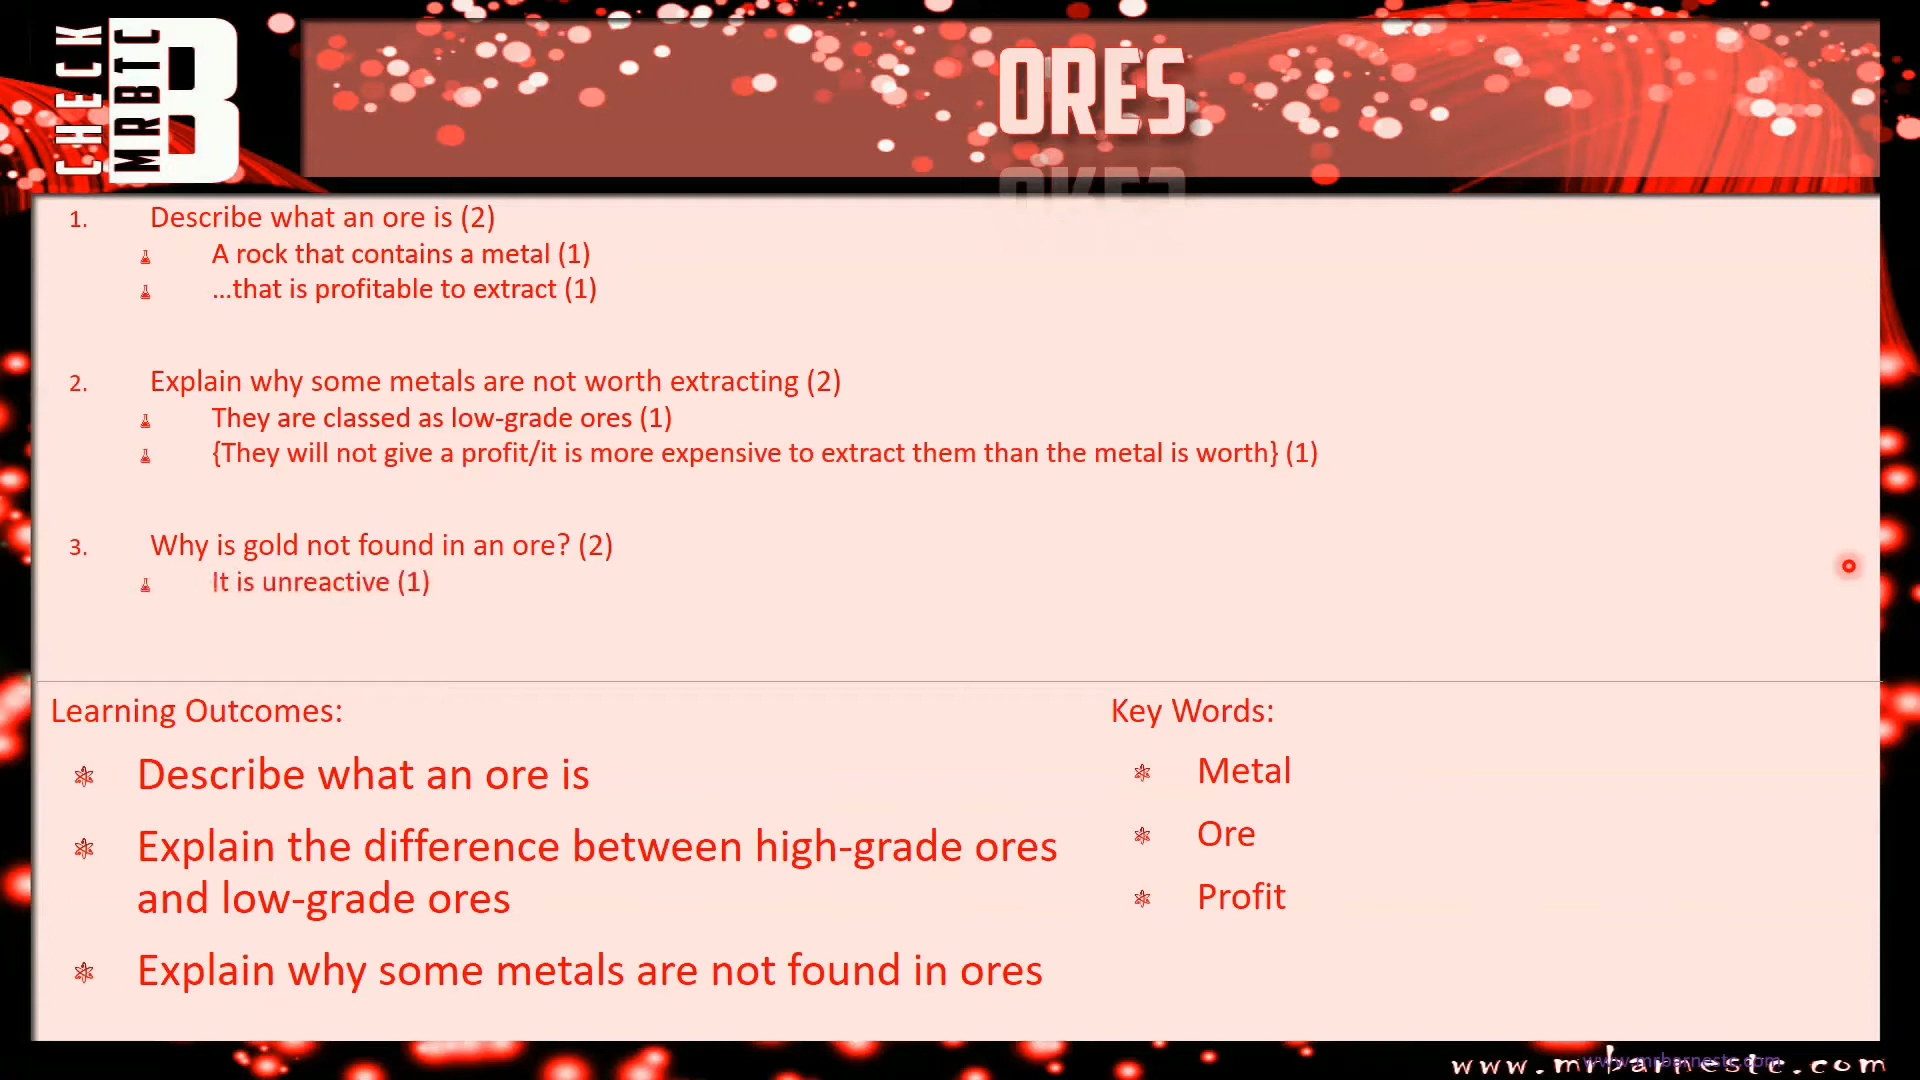 CHECK
MRBTC
B
ORES
1. Describe what an ore is (2)
A rock that contains a metal (1)
...that is profitable to extract (1)
2. Explain why some metals are not worth extracting (2)
They are classed as low-grade ores (1)
{They will not give a profit/it is more expensive to extract them than the metal is worth} (1)
3. Why is gold not found in an ore? (2)
It is unreactive (1)
Learning Outcomes:
Describe what an ore is
Explain the difference between high-grade ores
and low-grade ores
Explain why some metals are not found in ores
Key Words:
Metal
Ore
Profit
www.mrbarnestc.com
www.mrbarnestc.com